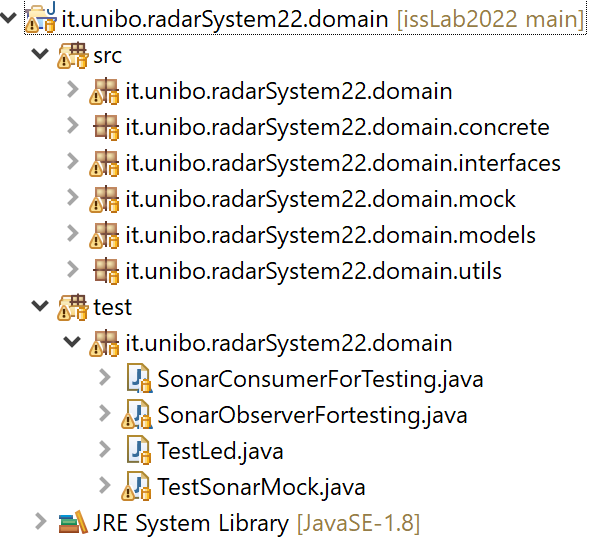 it.unibo.radarSystem22.domain [issLab2022 main]
src
it.unibo.radarSystem22.domain
it.unibo.radarSystem22.domain.concrete
it.unibo.radarSystem22.domain.interfaces
it.unibo.radarSystem22.domain.mock
it.unibo.radarSystem22.domain.models
it.unibo.radarSystem22.domain.utils
test
it.unibo.radarSystem22.domain
SonarConsumerForTesting.java
SonarObserverFortesting.java
TestLed.java
TestSonarMock.java
JRE System Library [JavaSE-1.8]